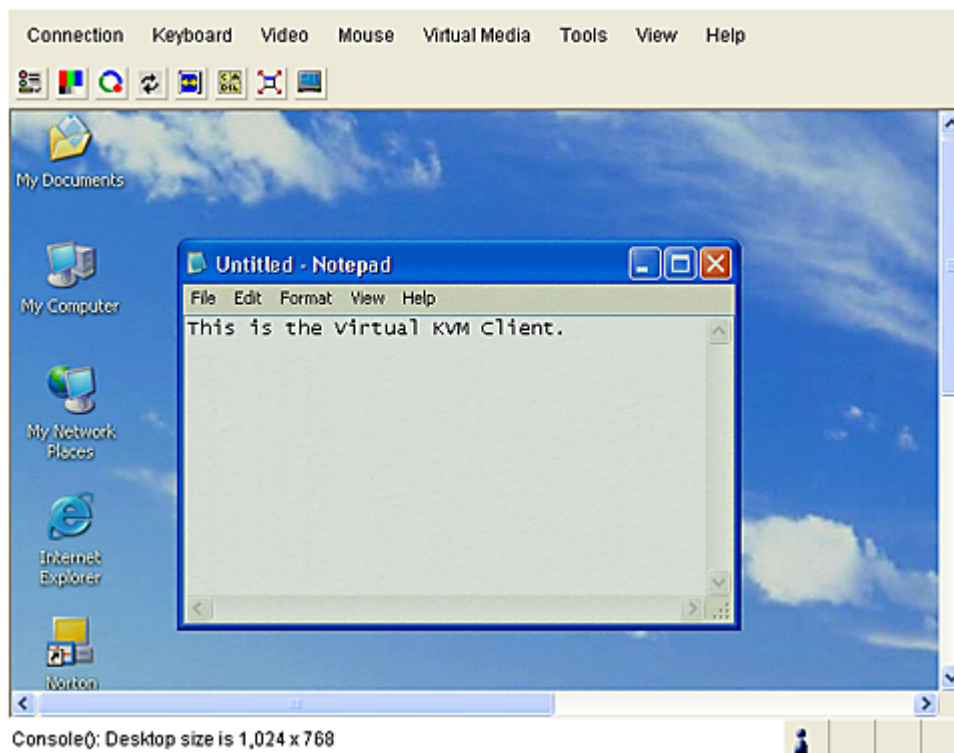 Connection Keyboard Video Mouse Virtual Media Tools View Help
My Documents
My Computer
My Network
Places
Internet
Explorer
Norton
Untitled - Notepad
File Edit Format View Help
This is the Virtual KVM Client.
Console(): Desktop size is 1,024 x 768